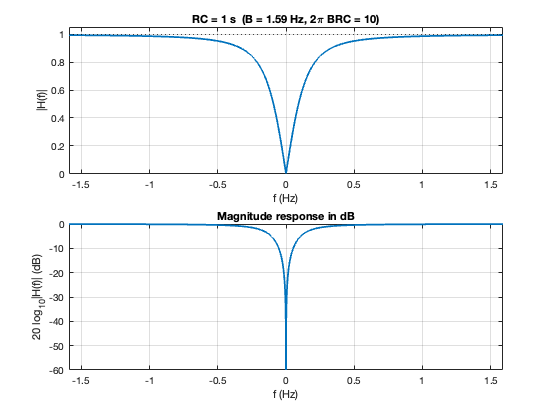 RC = 1 s (B = 1.59 Hz, 2π BRC = 10)
1
0.8
0.6
0.4
0.2
0
|H(f)|
-1.5 -1 -0.5 0 0.5 1 1.5
f (Hz)
Magnitude response in dB
0
-10
-20
-30
-40
-50
-60
20 log10|H(f)| (dB)
-1.5 -1 -0.5 0 0.5 1 1.5
f (Hz)